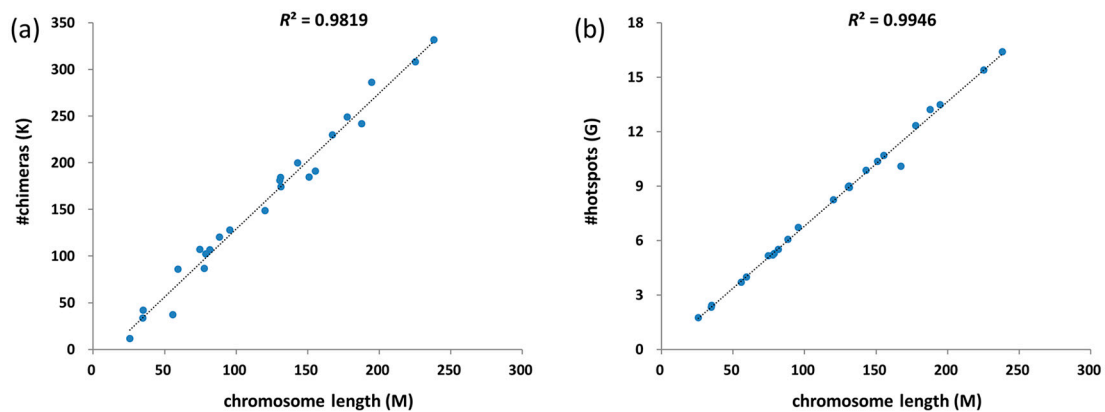 (a)
R² = 0.9819
#chimeras (K)
350
300
250
200
150
100
50
0
0 50 100 150 200 250 300
chromosome length (M)
(b)
R² = 0.9946
#hotspots (G)
18
15
12
9
6
3
0
0 50 100 150 200 250 300
chromosome length (M)